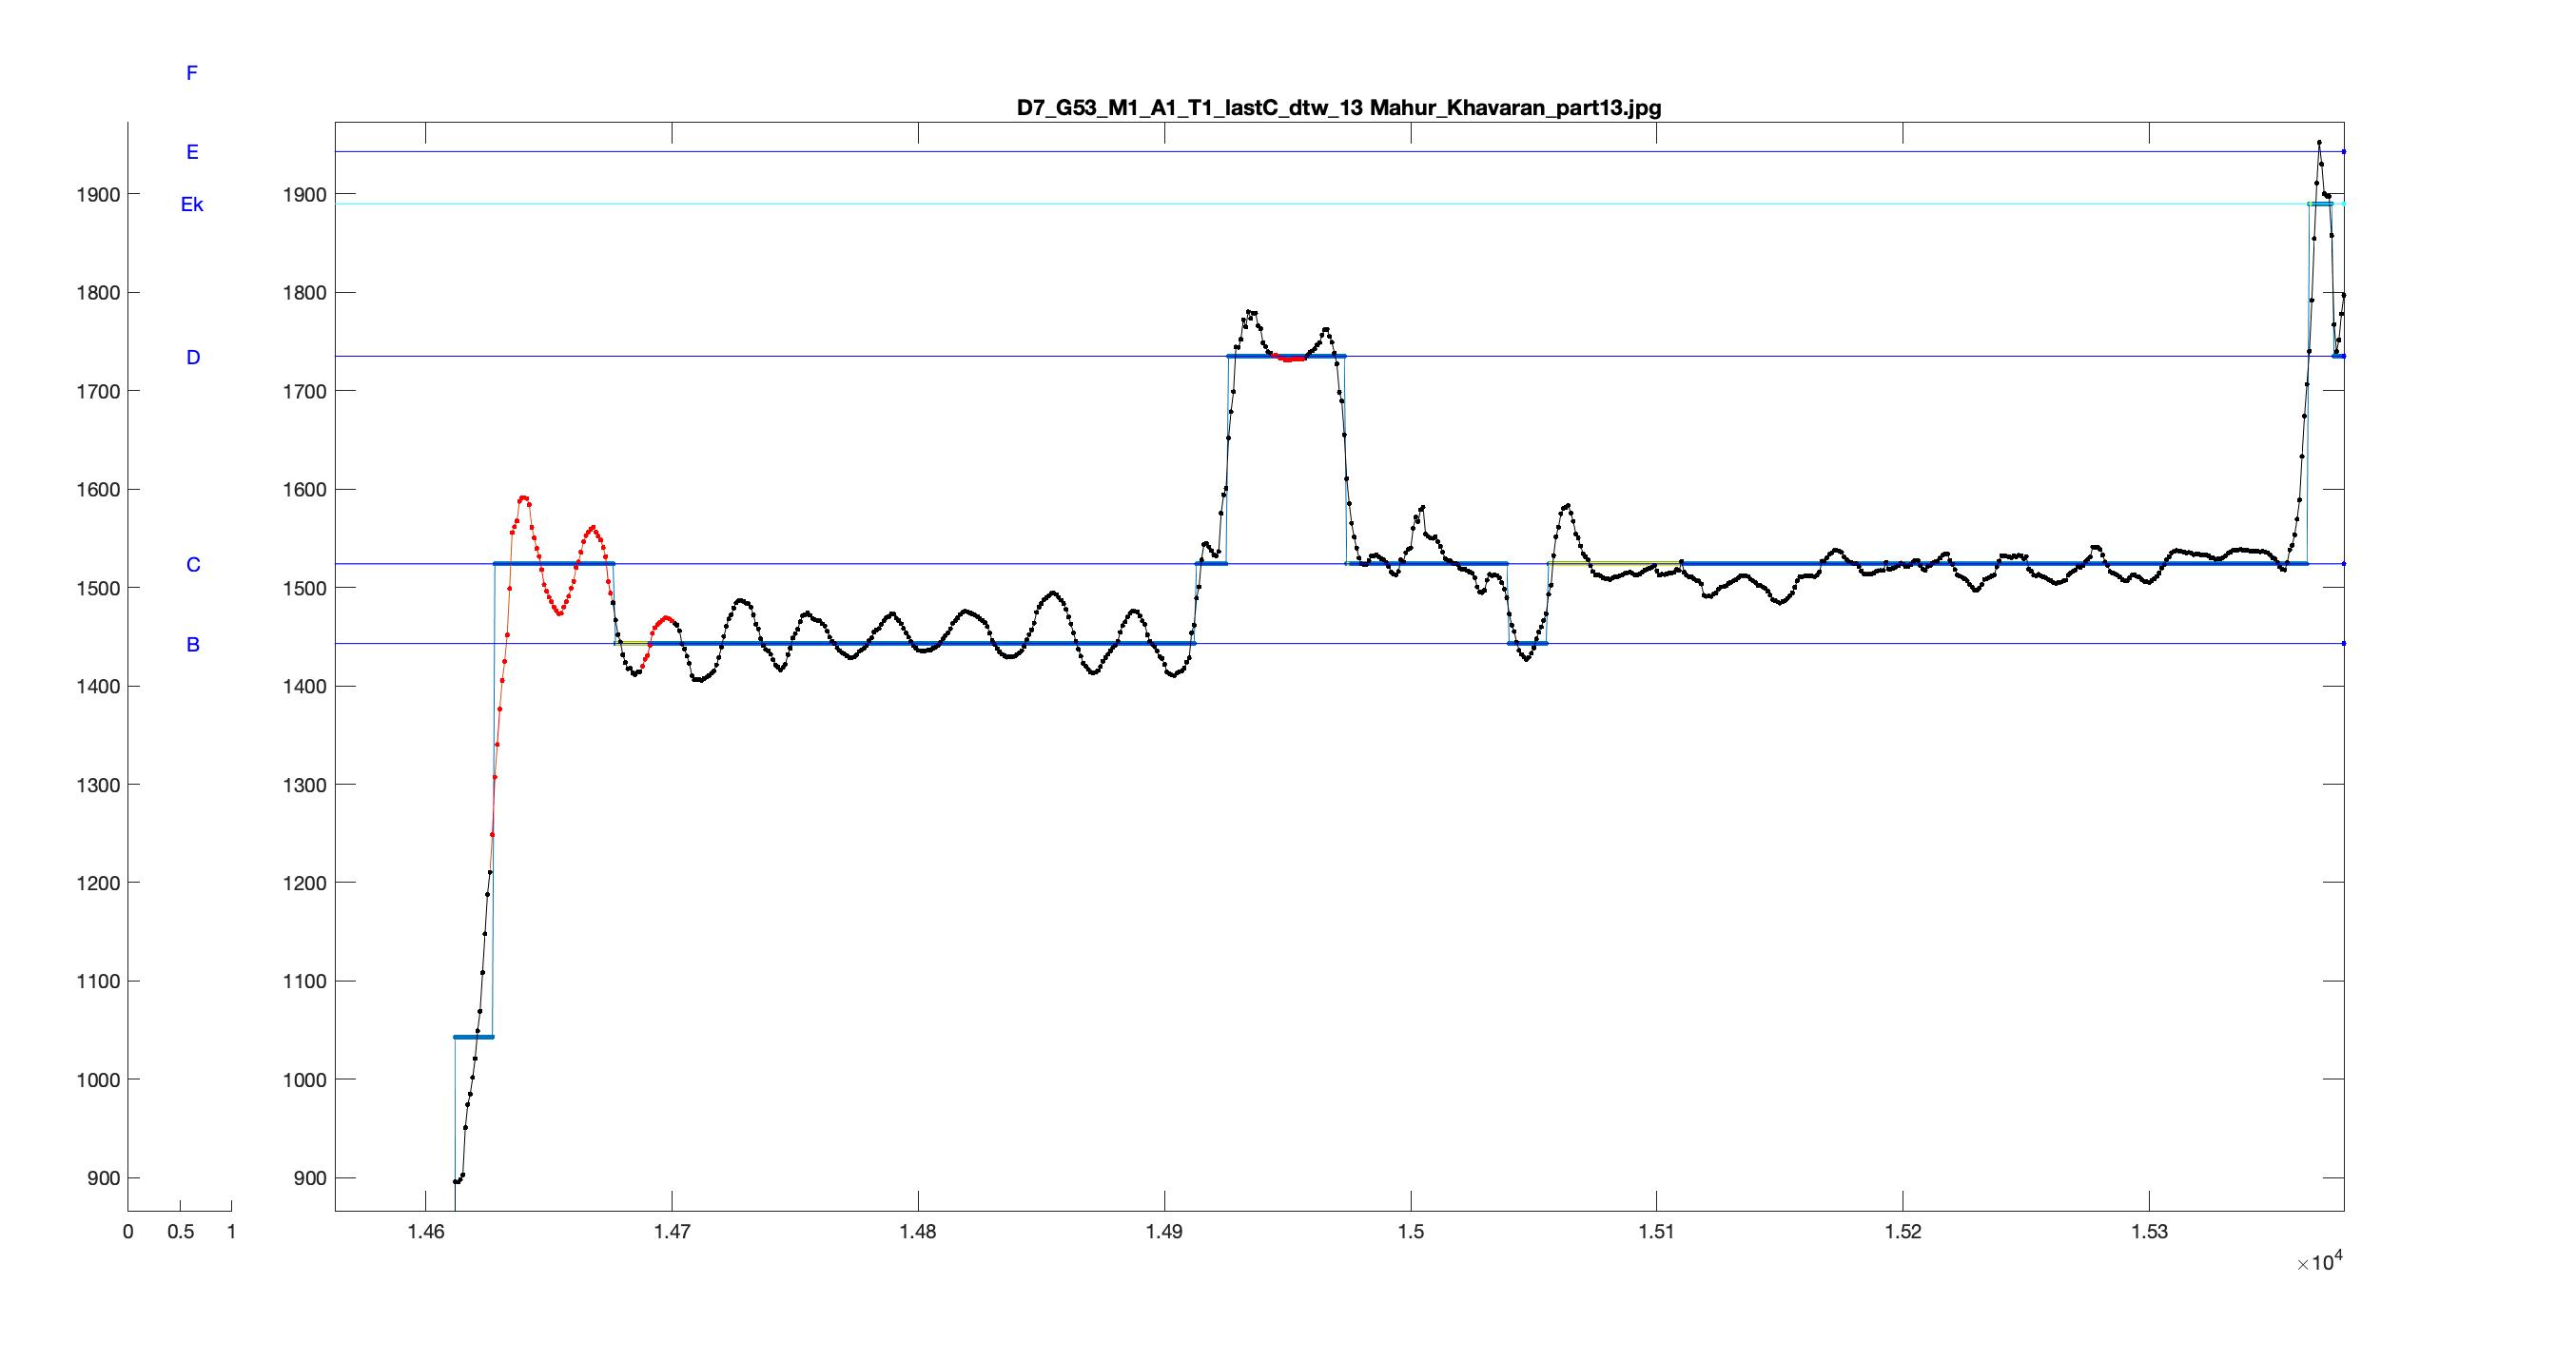 F
D7_G53_M1_A1_T1_lastC_dtw_13 Mahur_Khavaran_part13.jpg
E
1900 Ek 1900
1800 1800
D
1700 1700
1600 1600
C
1500 1500
B
1400 1400
1300 1300
1200 1200
1100 1100
1000 1000
900 900
0 0.5 1 1.46 1.47 1.48 1.49 1.5 1.51 1.52 1.53
×10^4